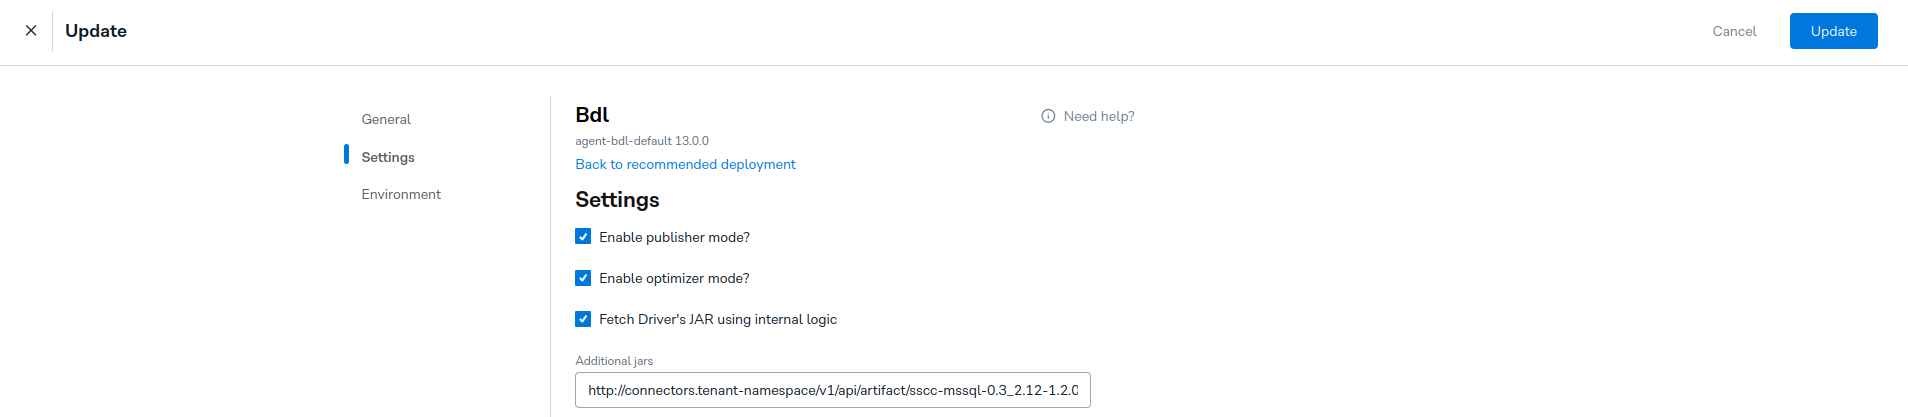 Update
Cancel
Update
General
Settings
Environment
Bdl
Need help?
agent-bdl-default 13.0.0
Back to recommended deployment
Settings
Enable publisher mode?
Enable optimizer mode?
Fetch Driver's JAR using internal logic
Additional jars
http://connectors.tenant-namespace/v1/api/artifact/sscc-mssql-0.3_2.12-1.2.0